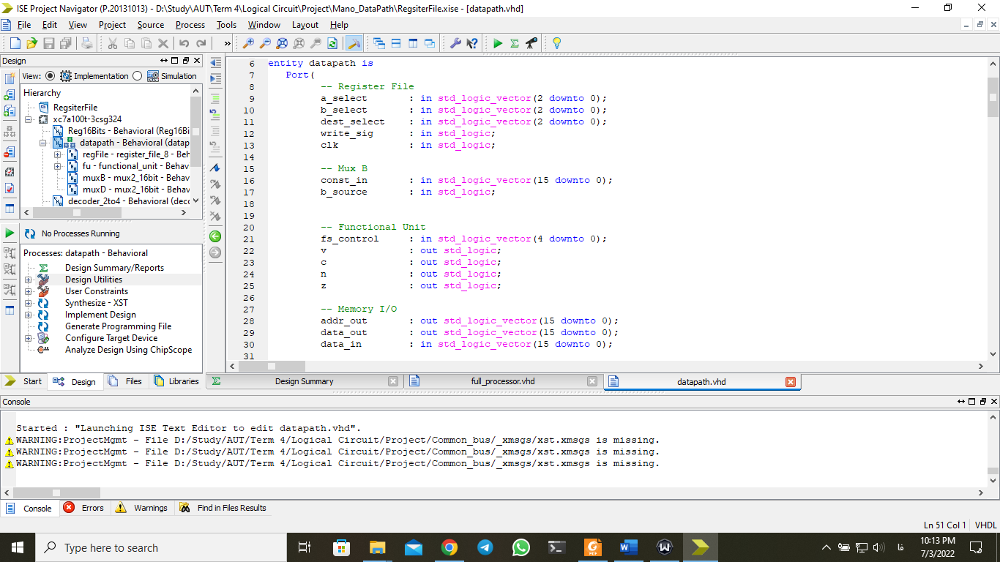 ISE Project Navigator (P.20131013) - D:\Study\AUT\Term 4\Logical Circuit\Project\Mano_DataPath\RegsiterFile.xise - [datapath.vhd]
File Edit View Project Source Process Tools Window Layout Help
»
Design
View: Implementation Simulation
Hierarchy
RegsiterFile
xc7a100t-3csg324
Reg16Bits - Behavioral (Reg16Bi
datapath - Behavioral (datap
regFile - register_file_8 - Beh
fu - functional_unit - Behav
muxB - mux2_16bit - Behav
muxD - mux2_16bit - Behav
decoder_2to4 - Behavioral (deco
No Processes Running
Processes: datapath - Behavioral
Design Summary/Reports
Design Utilities
User Constraints
Synthesize - XST
Implement Design
Generate Programming File
Configure Target Device
Analyze Design Using ChipScope
Start Design Files Libraries
6 entity datapath is
7 Port(
8 -- Register File
9 a_select : in std_logic_vector(2 downto 0);
10 b_select : in std_logic_vector(2 downto 0);
11 dest_select : in std_logic_vector(2 downto 0);
12 write_sig : in std_logic;
13 clk : in std_logic;
14
15 -- Mux B
16 const_in : in std_logic_vector(15 downto 0);
17 b_source : in std_logic;
18
19
20 -- Functional Unit
21 fs_control : in std_logic_vector(4 downto 0);
22 v : out std_logic;
23 c : out std_logic;
24 n : out std_logic;
25 z : out std_logic;
26
27 -- Memory I/O
28 addr_out : out std_logic_vector(15 downto 0);
29 data_out : out std_logic_vector(15 downto 0);
30 data_in : in std_logic_vector(15 downto 0);
31
Design Summary full_processor.vhd datapath.vhd
Console
Started : "Launching ISE Text Editor to edit datapath.vhd".
WARNING:ProjectMgmt - File D:/Study/AUT/Term 4/Logical Circuit/Project/Common_bus/_xmsgs/xst.xmsgs is missing.
WARNING:ProjectMgmt - File D:/Study/AUT/Term 4/Logical Circuit/Project/Common_bus/_xmsgs/xst.xmsgs is missing.
WARNING:ProjectMgmt - File D:/Study/AUT/Term 4/Logical Circuit/Project/Common_bus/_xmsgs/xst.xmsgs is missing.
Console Errors Warnings Find in Files Results
Ln 51 Col 1 VHDL
Type here to search
PDF
فا
10:13 PM
7/3/2022